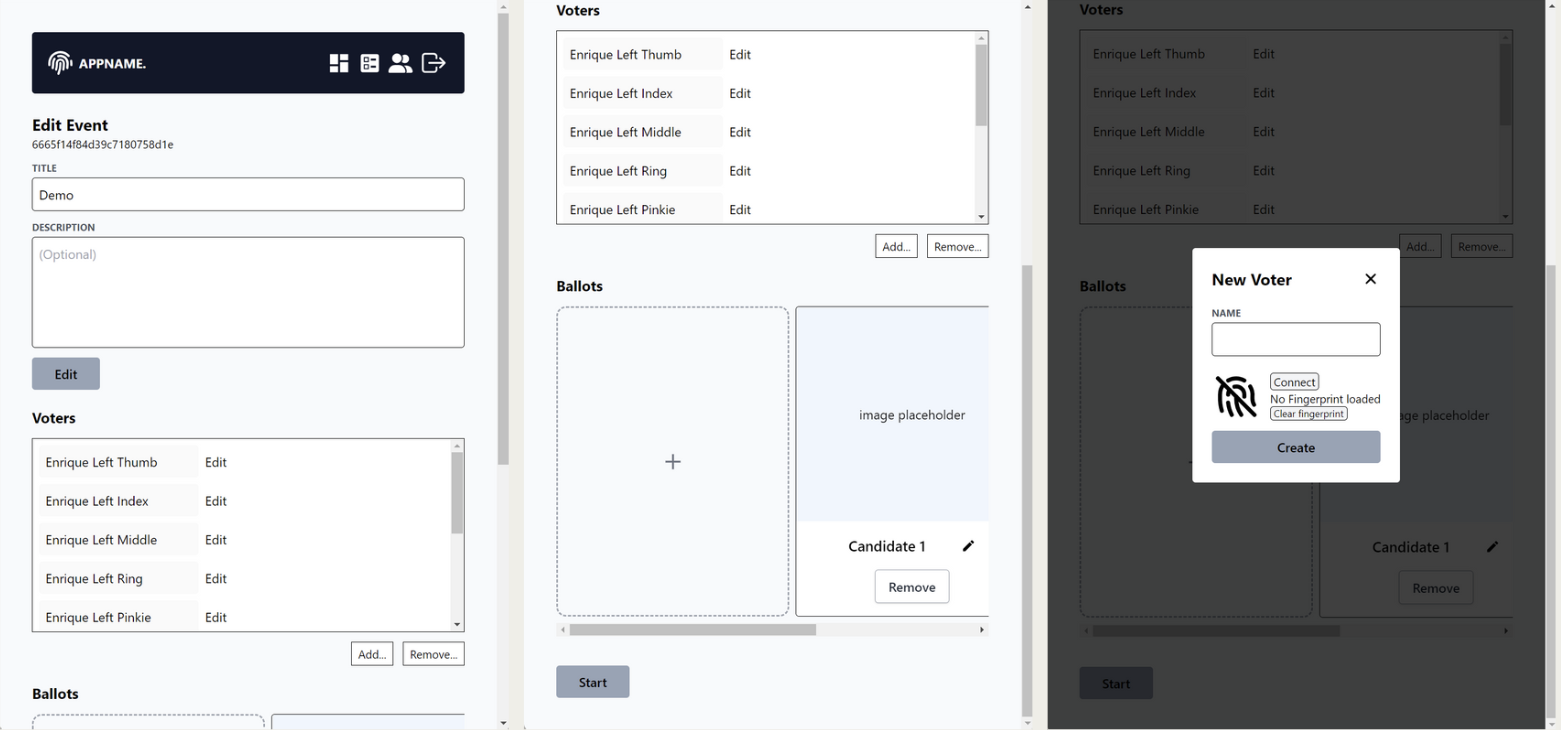 APPNAME.
Edit Event
6665f14f84d39c7180758d1e
TITLE
Demo
DESCRIPTION
(Optional)
Edit
Voters
Enrique Left Thumb Edit
Enrique Left Index Edit
Enrique Left Middle Edit
Enrique Left Ring Edit
Enrique Left Pinkie Edit
Add... Remove...
Ballots
Voters
Enrique Left Thumb Edit
Enrique Left Index Edit
Enrique Left Middle Edit
Enrique Left Ring Edit
Enrique Left Pinkie Edit
Add... Remove...
Ballots
image placeholder
Candidate 1
Remove
Start
Voters
Enrique Left Thumb Edit
Enrique Left Index Edit
Enrique Left Middle Edit
Enrique Left Ring Edit
Enrique Left Pinkie Edit
Add... Remove...
Ballots
New Voter
NAME
Connect
No Fingerprint loaded
Clear fingerprint
Create
age placeholder
Candidate 1
Remove
Start